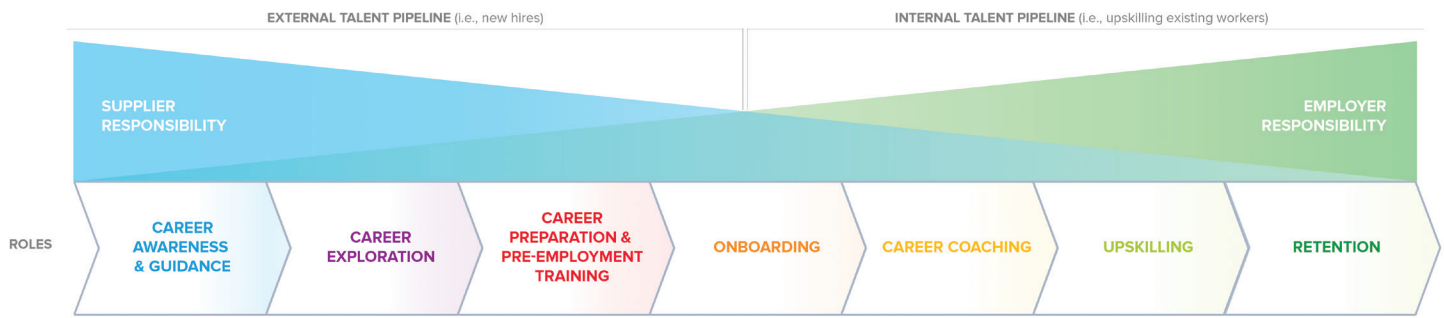 EXTERNAL TALENT PIPELINE (i.e., new hires)
INTERNAL TALENT PIPELINE (i.e., upskilling existing workers)
SUPPLIER
RESPONSIBILITY
EMPLOYER
RESPONSIBILITY
ROLES
CAREER
AWARENESS
& GUIDANCE
CAREER
EXPLORATION
CAREER
PREPARATION &
PRE-EMPLOYMENT
TRAINING
ONBOARDING
CAREER COACHING
UPSKILLING
RETENTION